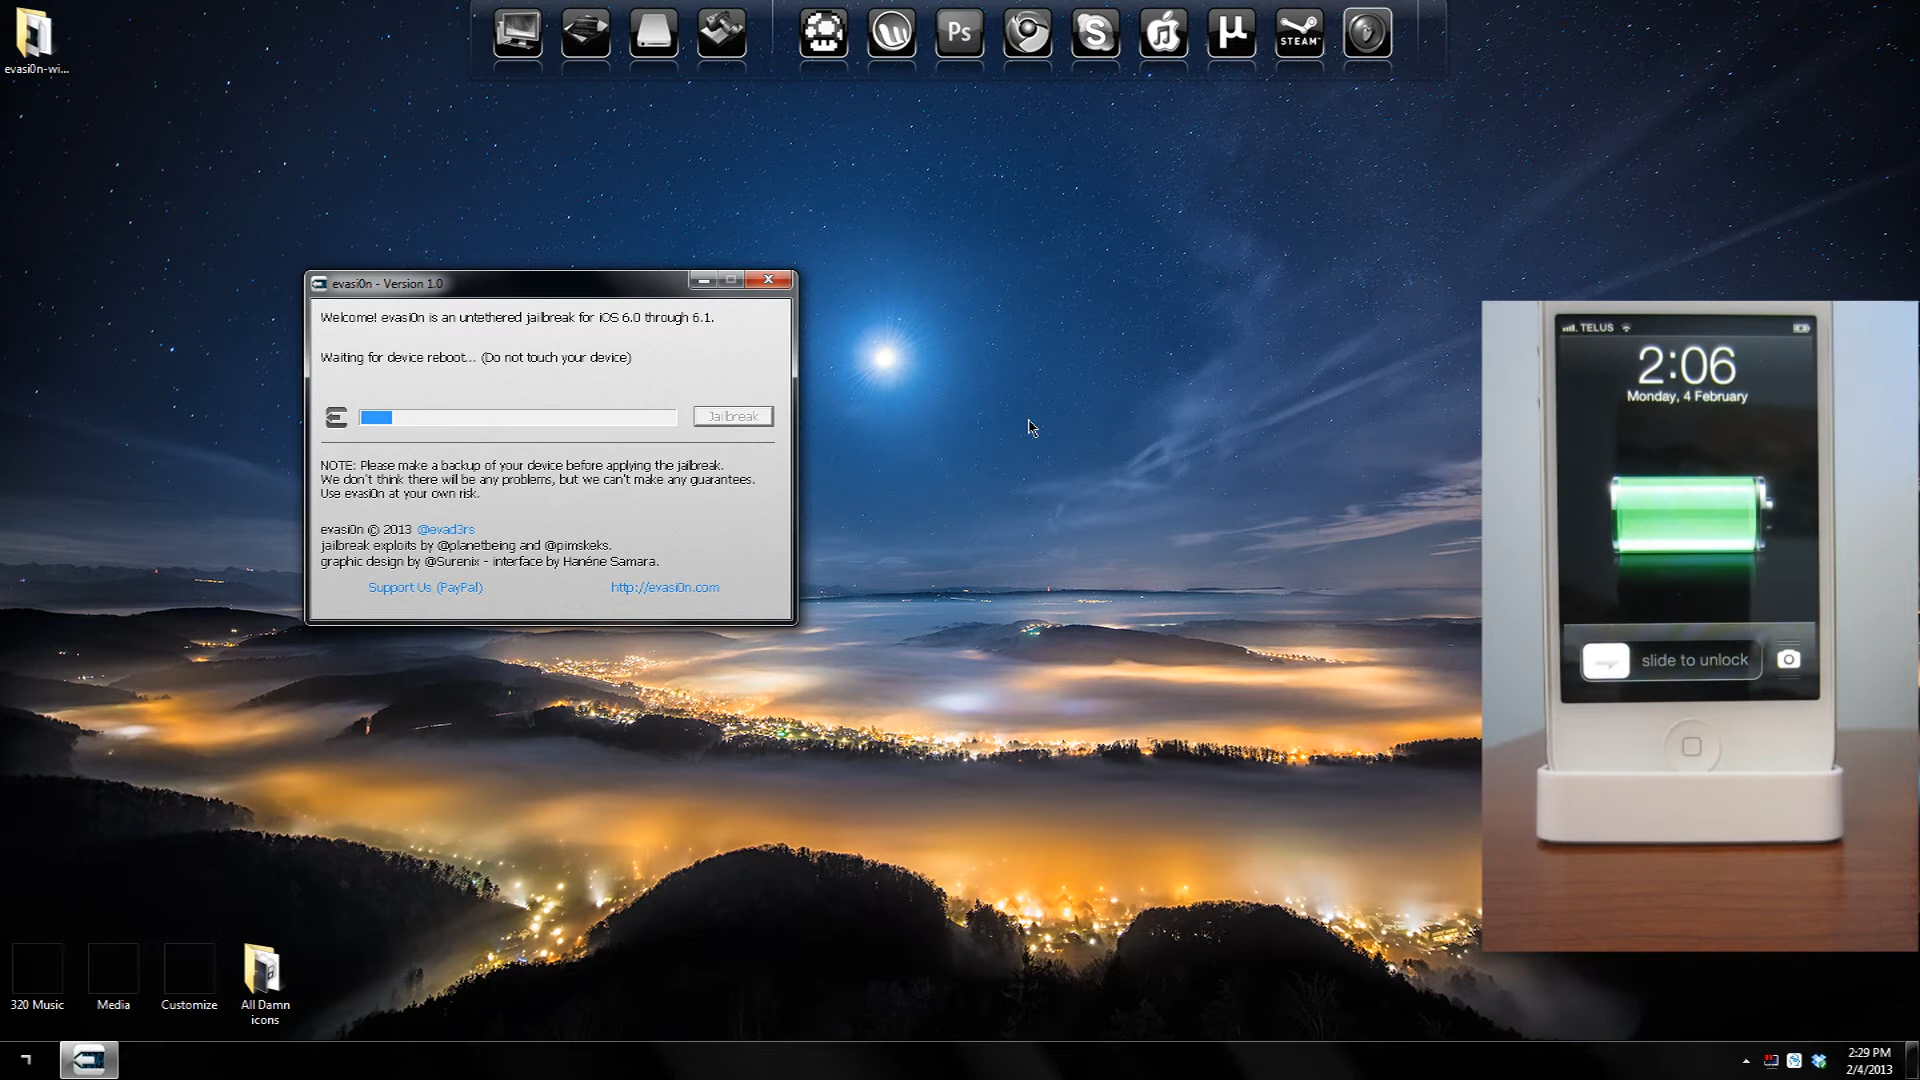 evasi0n-wi...
Ps
STEAM
evasi0n - Version 1.0
Welcome! evasi0n is an untethered jailbreak for iOS 6.0 through 6.1.
Waiting for device reboot... (Do not touch your device)
Jailbreak
NOTE: Please make a backup of your device before applying the jailbreak.
We don't think there will be any problems, but we can't make any guarantees.
Use evasi0n at your own risk.
evasi0n © 2013 @evad3rs
jailbreak exploits by @planetbeing and @pimskeks.
graphic design by @Surenix - interface by Hanéne Samara.
Support Us (PayPal) http://evasi0n.com
TELUS
2:06
Monday, 4 February
slide to unlock
320 Music
Media
Customize
All Damn
icons
2:29 PM
2/4/2013